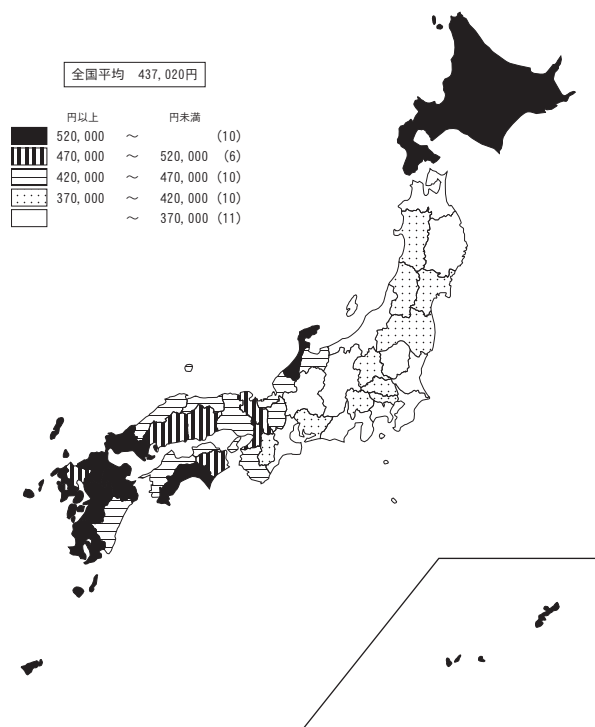 全国平均　437,020円
円以上　円未満
520,000　～　(10)
470,000　～　520,000　(6)
420,000　～　470,000　(10)
370,000　～　420,000　(10)
～　370,000　(11)